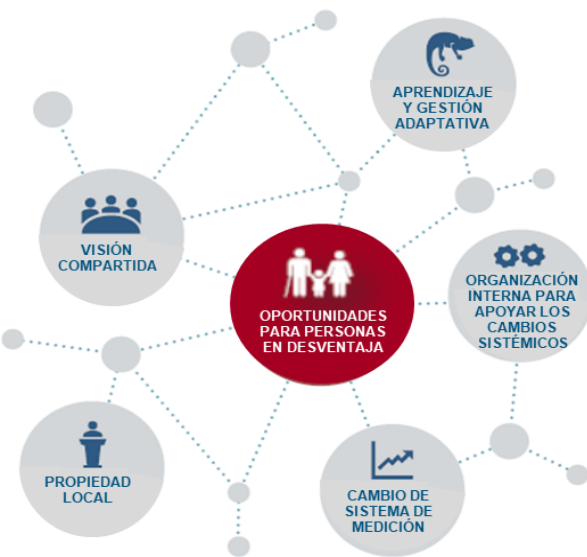 APRENDIZAJE
Y GESTIÓN
ADAPTATIVA
VISIÓN
COMPARTIDA
ORGANIZACIÓN
INTERNA PARA
APOYAR LOS
CAMBIOS
SISTÉMICOS
OPORTUNIDADES
PARA PERSONAS
EN DESVENTAJA
PROPIEDAD
LOCAL
CAMBIO DE
SISTEMA DE
MEDICIÓN